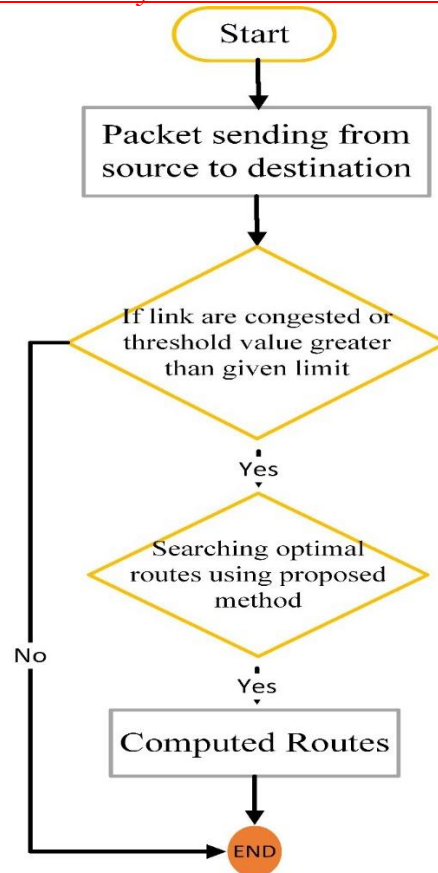 Start
Packet sending from
source to destination
If link are congested or
threshold value greater
than given limit
Yes
Searching optimal
routes using proposed
method
No
Yes
Computed Routes
END